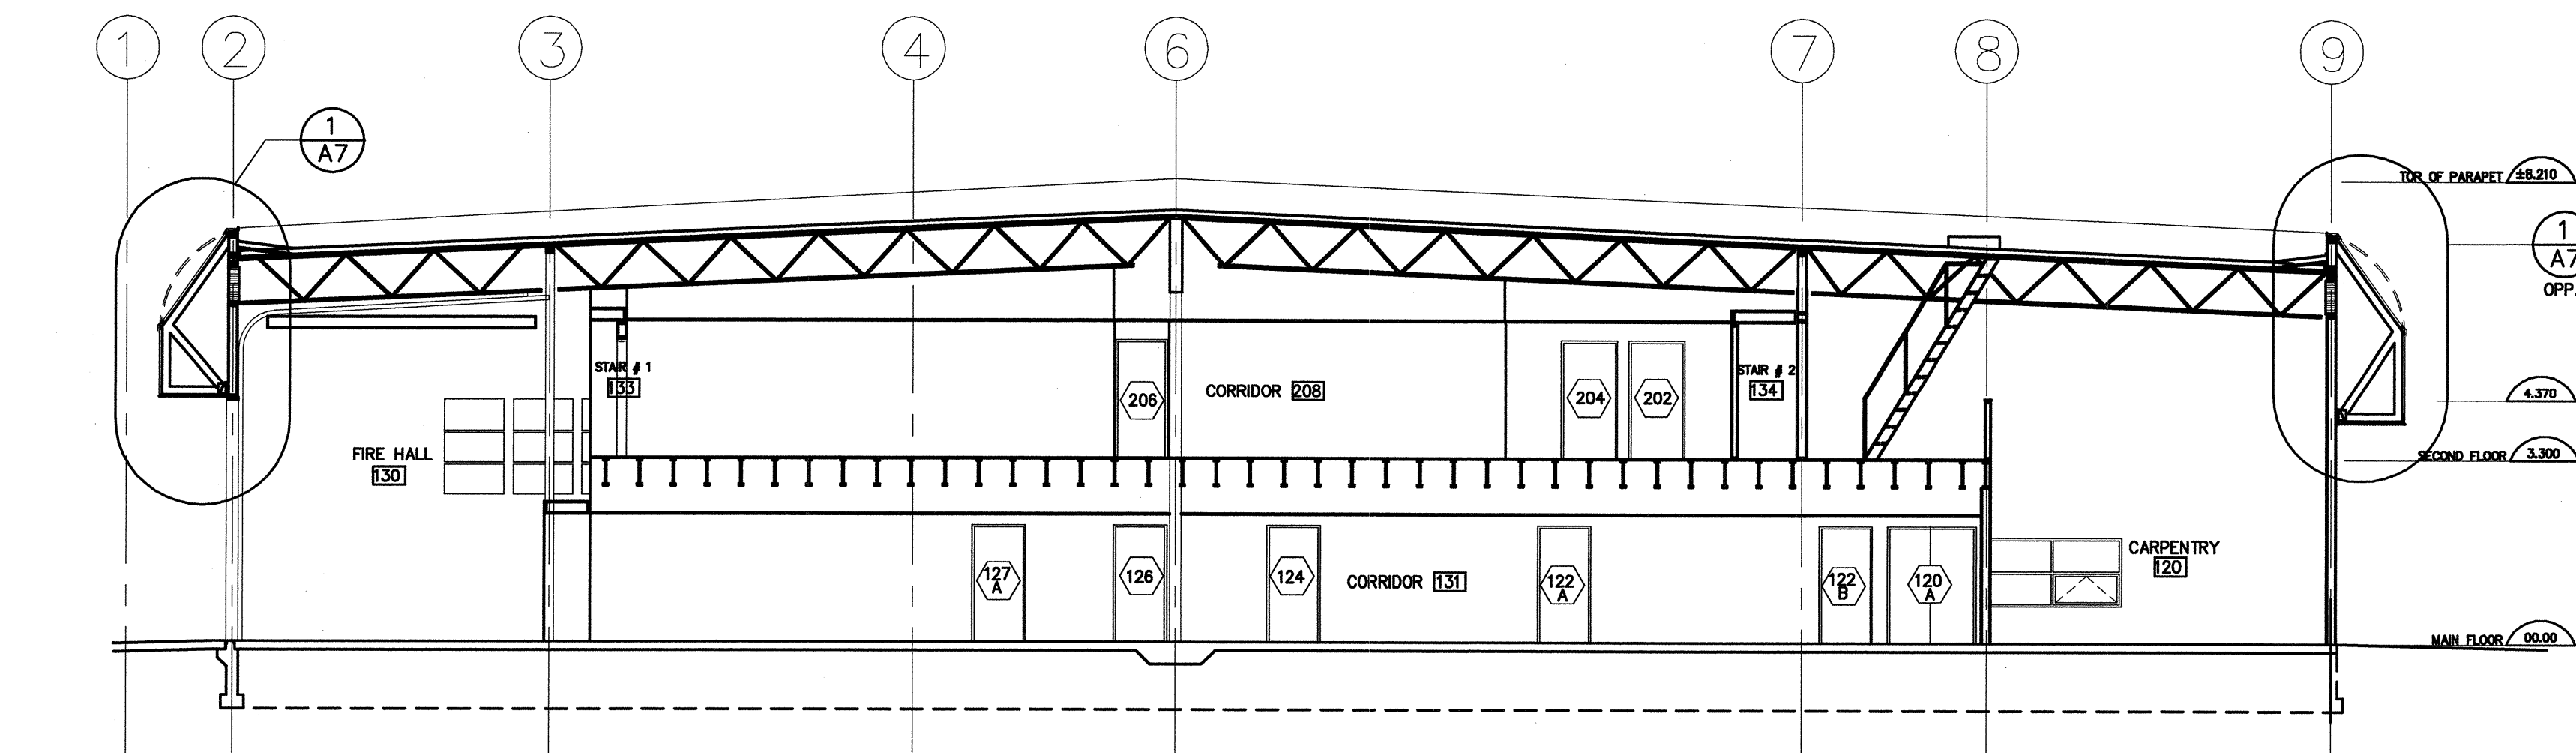 1 2 3 4 6 7 8 9
1
A7
TOP OF PARAPET ±8.210
1
A7
OPP.
STAIR # 1
133
206
CORRIDOR 208
204
202
STAIR # 2
134
4.370
FIRE HALL
130
SECOND FLOOR 3.300
127
A
126
124
CORRIDOR 131
122
A
122
B
120
A
CARPENTRY
120
MAIN FLOOR 00.00